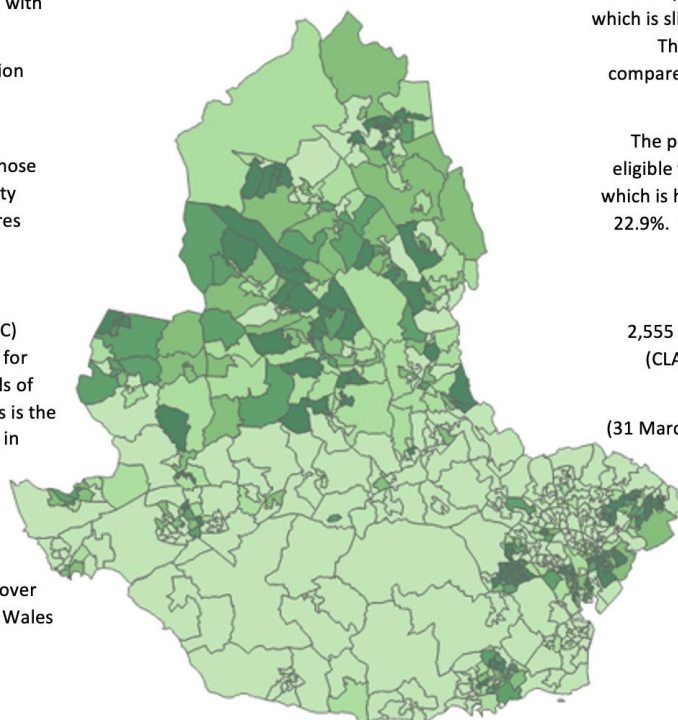 with
ion
hose
ty
res
C)
for
ls of
s is the
in
over
Wales
which is sli
Th
compare
The p
eligible
which is h
22.9%.
2,555
(CLA
(31 Marc